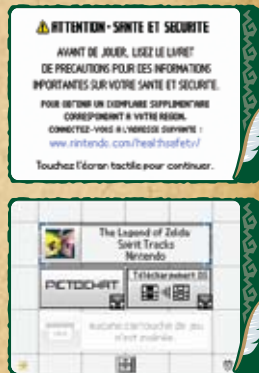 ATTENTION - SANTE ET SECURITE
AVANT DE JOUER, LISEZ LE LIVRET
DE PRECAUTIONS POUR DES INFORMATIONS
IMPORTANTES SUR VOTRE SANTE ET SECURITE.
POUR OBTENIR UN EXEMPLAIRE SUPPLEMENTAIRE
CORRESPONDANT A VOTRE REGION,
CONNECTEZ-VOUS A L'ADRESSE SUIVANTE :
www.nintendo.com/healthsafety/
Touchez l'écran tactile pour continuer.
The Legend of Zelda
Spirit Tracks
Nintendo
PICTOCHAT
Téléchargement DS
aucune cartouche de jeu
n'est insérée.